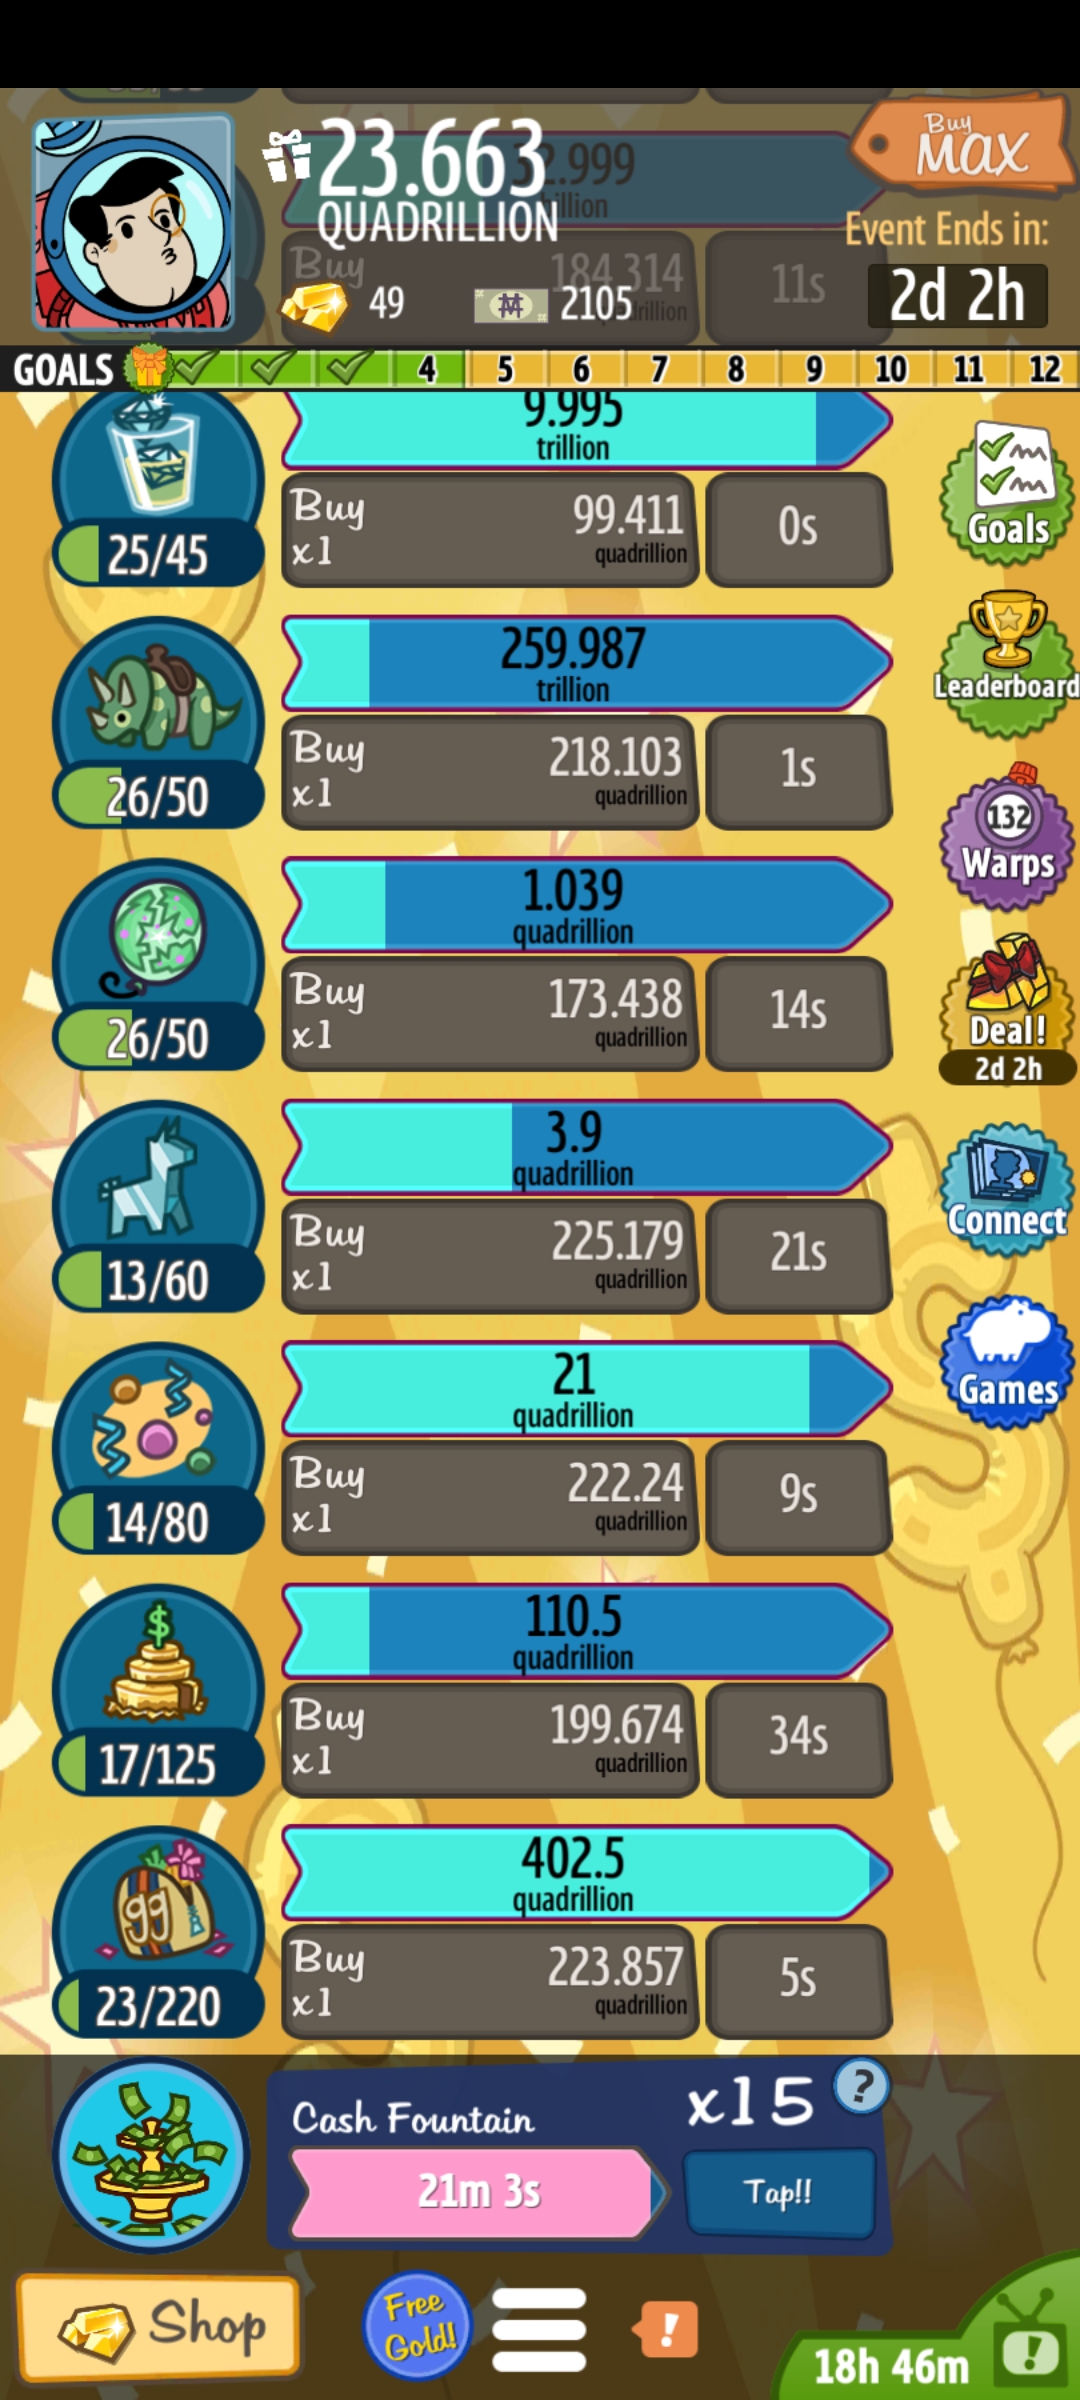 23.663
QUADRILLION
Buy
MAX
Event Ends in:
2d 2h
49
2105
Buy
184.314
11s
GOALS
4
5
6
7
8
9
10
11
12
9.995
trillion
25/45
Buy
x1
99.411
quadrillion
0s
Goals
259.987
trillion
26/50
Buy
x1
218.103
quadrillion
1s
Leaderboard
1.039
quadrillion
26/50
Buy
x1
173.438
quadrillion
14s
132
Warps
Deal!
2d 2h
3.9
quadrillion
13/60
Buy
x1
225.179
quadrillion
21s
Connect
21
quadrillion
14/80
Buy
x1
222.24
quadrillion
9s
Games
$
110.5
quadrillion
17/125
Buy
x1
199.674
quadrillion
34s
gg
402.5
quadrillion
23/220
Buy
x1
223.857
quadrillion
5s
Cash Fountain
x15
?
21m 3s
Tap!!
Shop
Free
Gold!
!
18h 46m
!